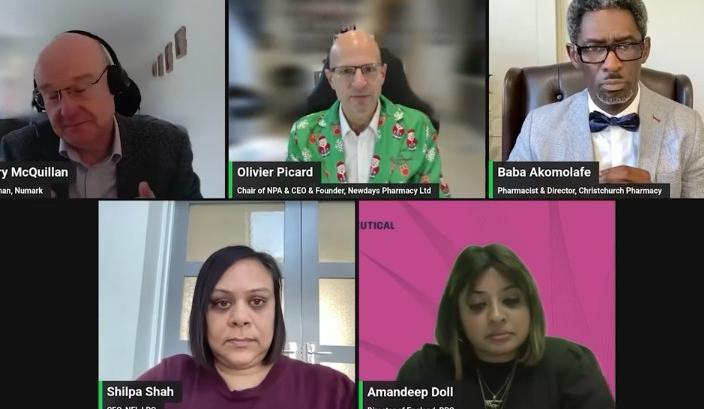 ry McQuillan
man, Numark
Olivier Picard
Chair of NPA & CEO & Founder, Newdays Pharmacy Ltd
Baba Akomolafe
Pharmacist & Director, Christchurch Pharmacy
UTICAL
Shilpa Shah
Amandeep Doll